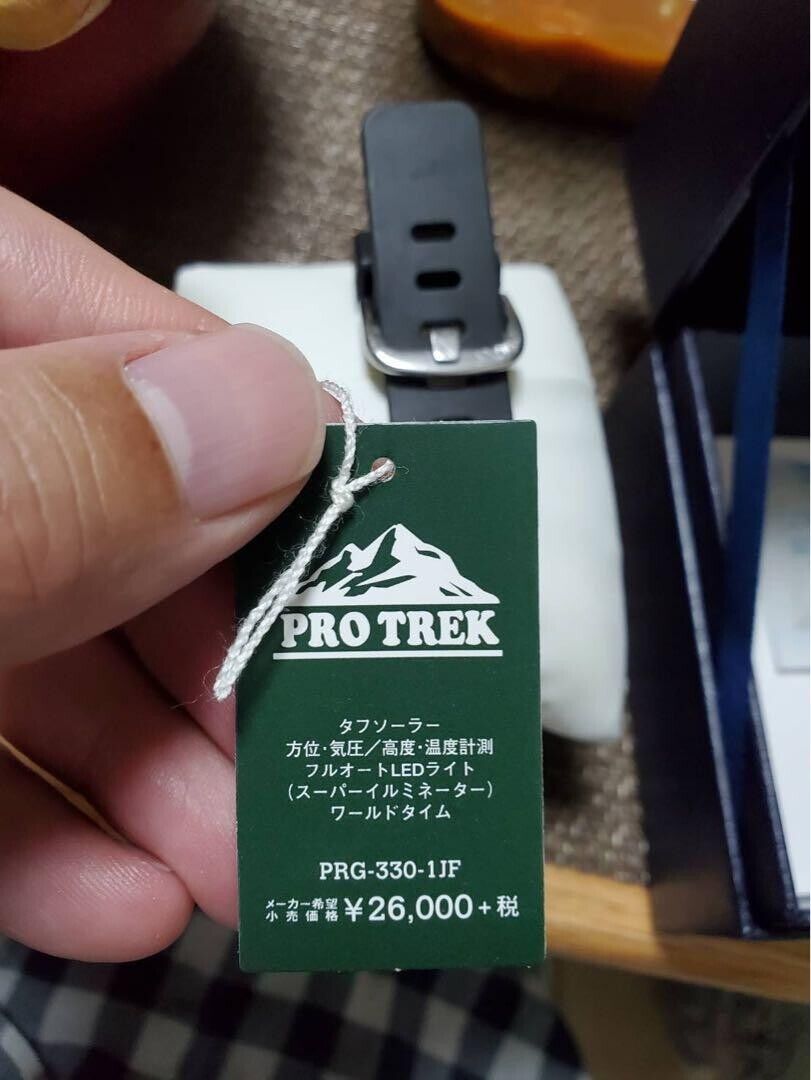 PRO TREK
タフソーラー
方位・気圧／高度・温度計測
フルオートLEDライト
（スーパーイルミネーター）
ワールドタイム
PRG-330-1JF
メーカー希望
小売価格 ¥26,000+税